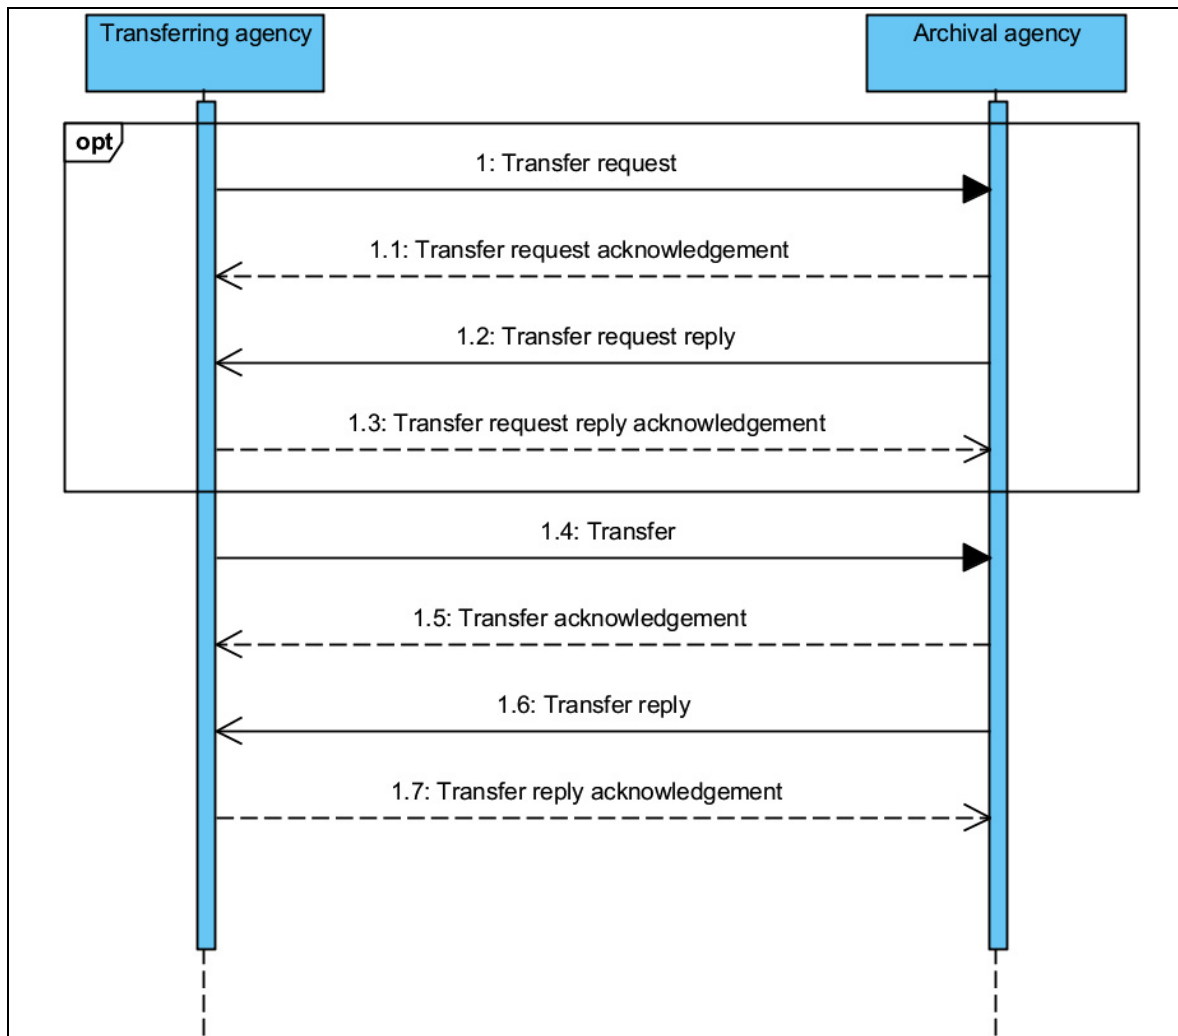 Transferring agency
Archival agency
opt
1: Transfer request
1.1: Transfer request acknowledgement
1.2: Transfer request reply
1.3: Transfer request reply acknowledgement
1.4: Transfer
1.5: Transfer acknowledgement
1.6: Transfer reply
1.7: Transfer reply acknowledgement